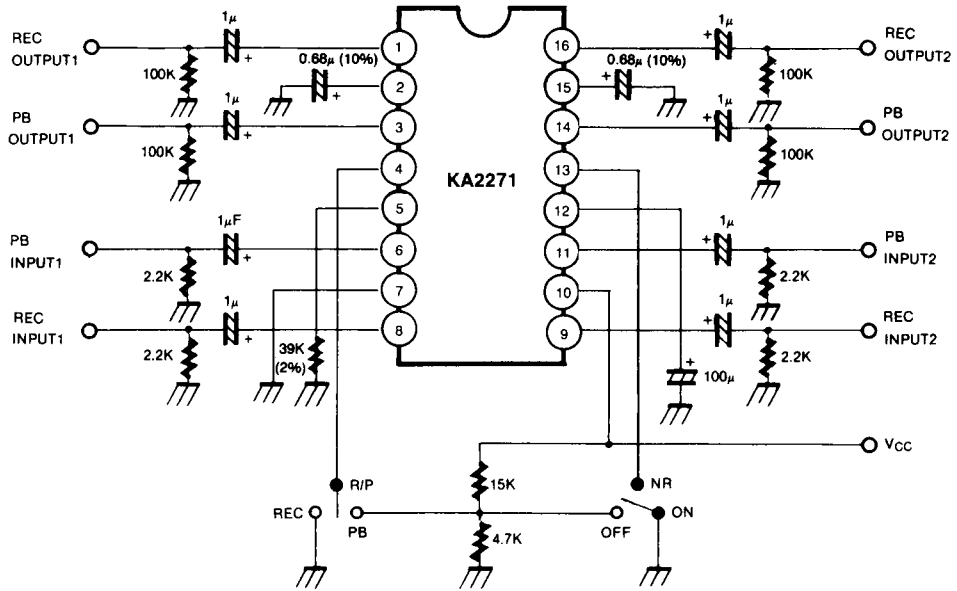 REC
OUTPUT1
1μ
+
100K
0.68μ (10%)
+
PB
OUTPUT1
1μ
+
100K
PB
INPUT1
1μF
+
2.2K
REC
INPUT1
1μ
+
2.2K
39K
(2%)
1
2
3
4
5
6
7
8
KA2271
16
15
14
13
12
11
10
9
+
1μ
REC
OUTPUT2
0.68μ (10%)
+
100K
+
1μ
PB
OUTPUT2
100K
+
1μ
PB
INPUT2
2.2K
+
1μ
REC
INPUT2
2.2K
+
100μ
VCC
R/P
REC
PB
15K
4.7K
NR
OFF
ON